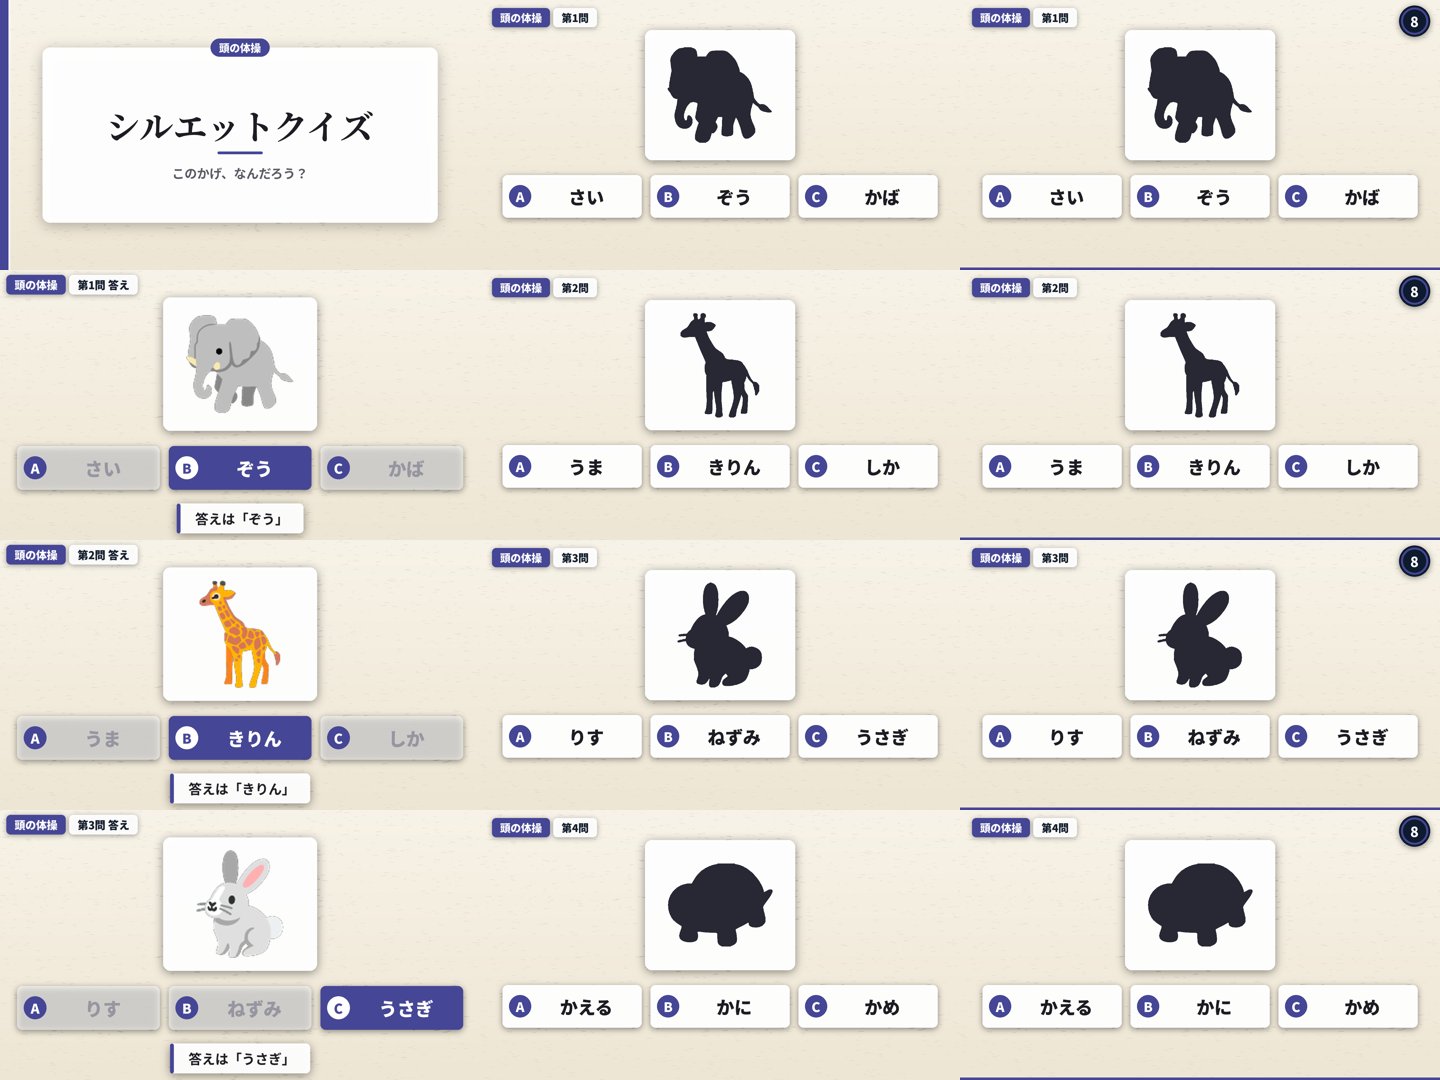 頭の体操
シルエットクイズ
このかげ、なんだろう？
頭の体操 第1問
A さい B ぞう C かば
頭の体操 第1問 8
A さい B ぞう C かば
頭の体操 第1問 答え
A さい B ぞう C かば
答えは「ぞう」
頭の体操 第2問
A うま B きりん C しか
頭の体操 第2問 8
A うま B きりん C しか
頭の体操 第2問 答え
A うま B きりん C しか
答えは「きりん」
頭の体操 第3問
A りす B ねずみ C うさぎ
頭の体操 第3問 8
A りす B ねずみ C うさぎ
頭の体操 第3問 答え
A りす B ねずみ C うさぎ
答えは「うさぎ」
頭の体操 第4問
A かえる B かに C かめ
頭の体操 第4問 8
A かえる B かに C かめ